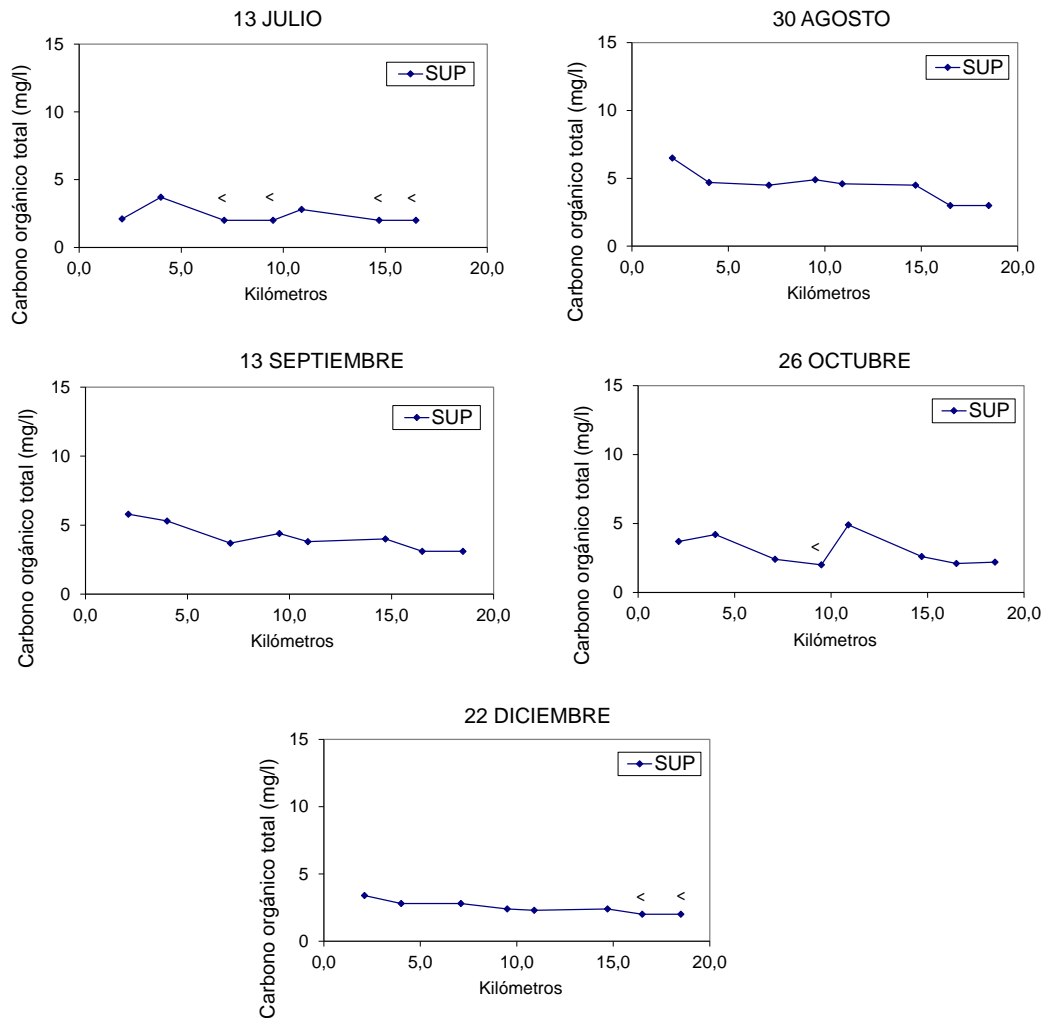 13 JULIO
Carbono orgánico total (mg/l)
15
10
5
0
SUP
< < < <
0,0 5,0 10,0 15,0 20,0
Kilómetros
30 AGOSTO
Carbono orgánico total (mg/l)
15
10
5
0
SUP
0,0 5,0 10,0 15,0 20,0
Kilómetros
13 SEPTIEMBRE
Carbono orgánico total (mg/l)
15
10
5
0
SUP
0,0 5,0 10,0 15,0 20,0
Kilómetros
26 OCTUBRE
Carbono orgánico total (mg/l)
15
10
5
0
SUP
<
0,0 5,0 10,0 15,0 20,0
Kilómetros
22 DICIEMBRE
Carbono orgánico total (mg/l)
15
10
5
0
SUP
< <
0,0 5,0 10,0 15,0 20,0
Kilómetros